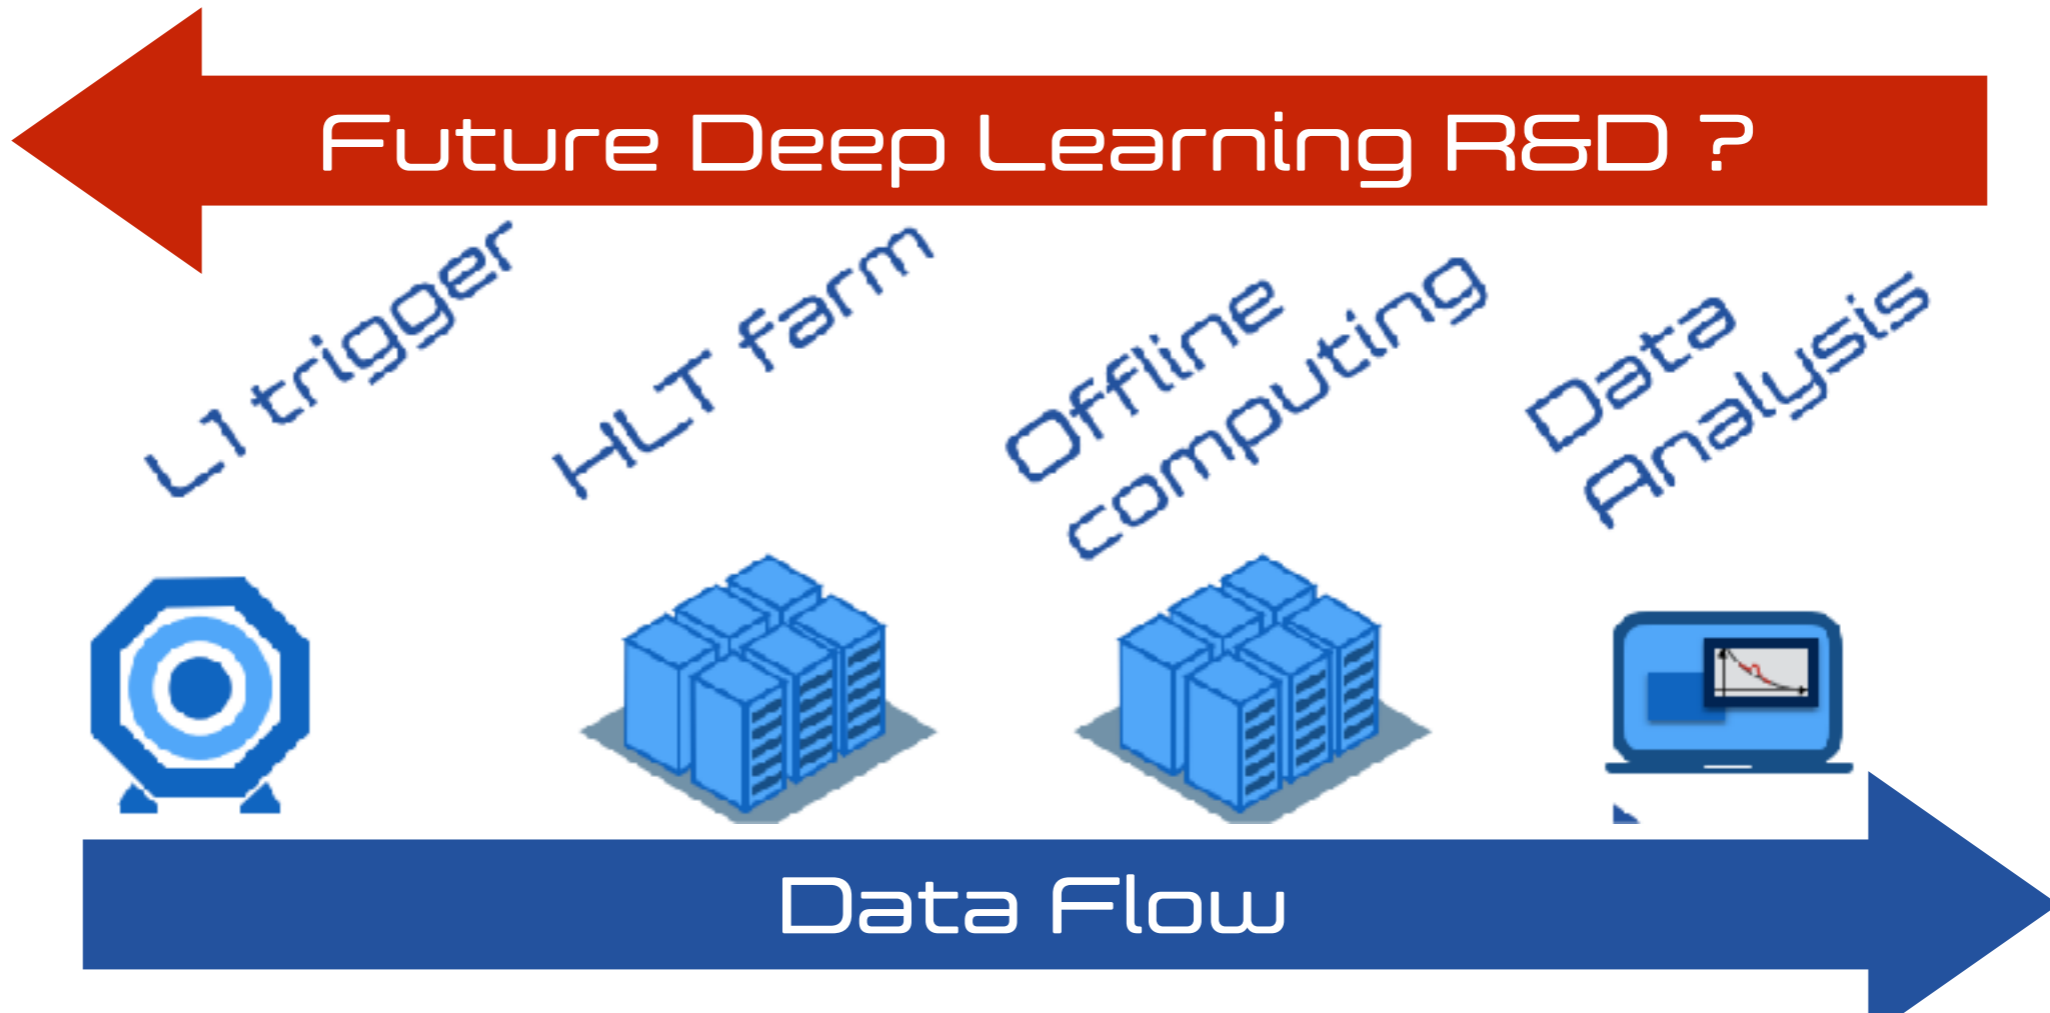 Future Deep Learning R&D ?
L1 trigger
HLT farm
Offline
computing
Data
Analysis
Data Flow